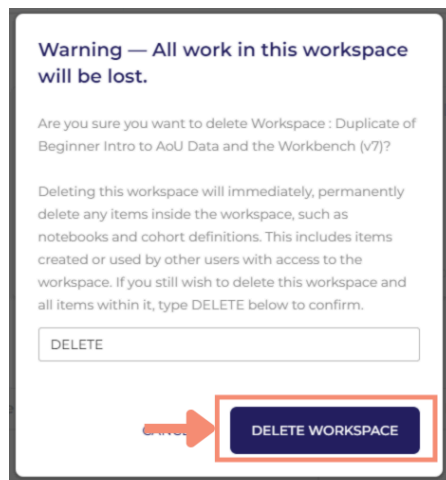 Warning — All work in this workspace
will be lost.
Are you sure you want to delete Workspace : Duplicate of
Beginner Intro to AoU Data and the Workbench (v7)?
Deleting this workspace will immediately, permanently
delete any items inside the workspace, such as
notebooks and cohort definitions. This includes items
created or used by other users with access to the
workspace. If you still wish to delete this workspace and
all items within it, type DELETE below to confirm.
DELETE
DELETE WORKSPACE